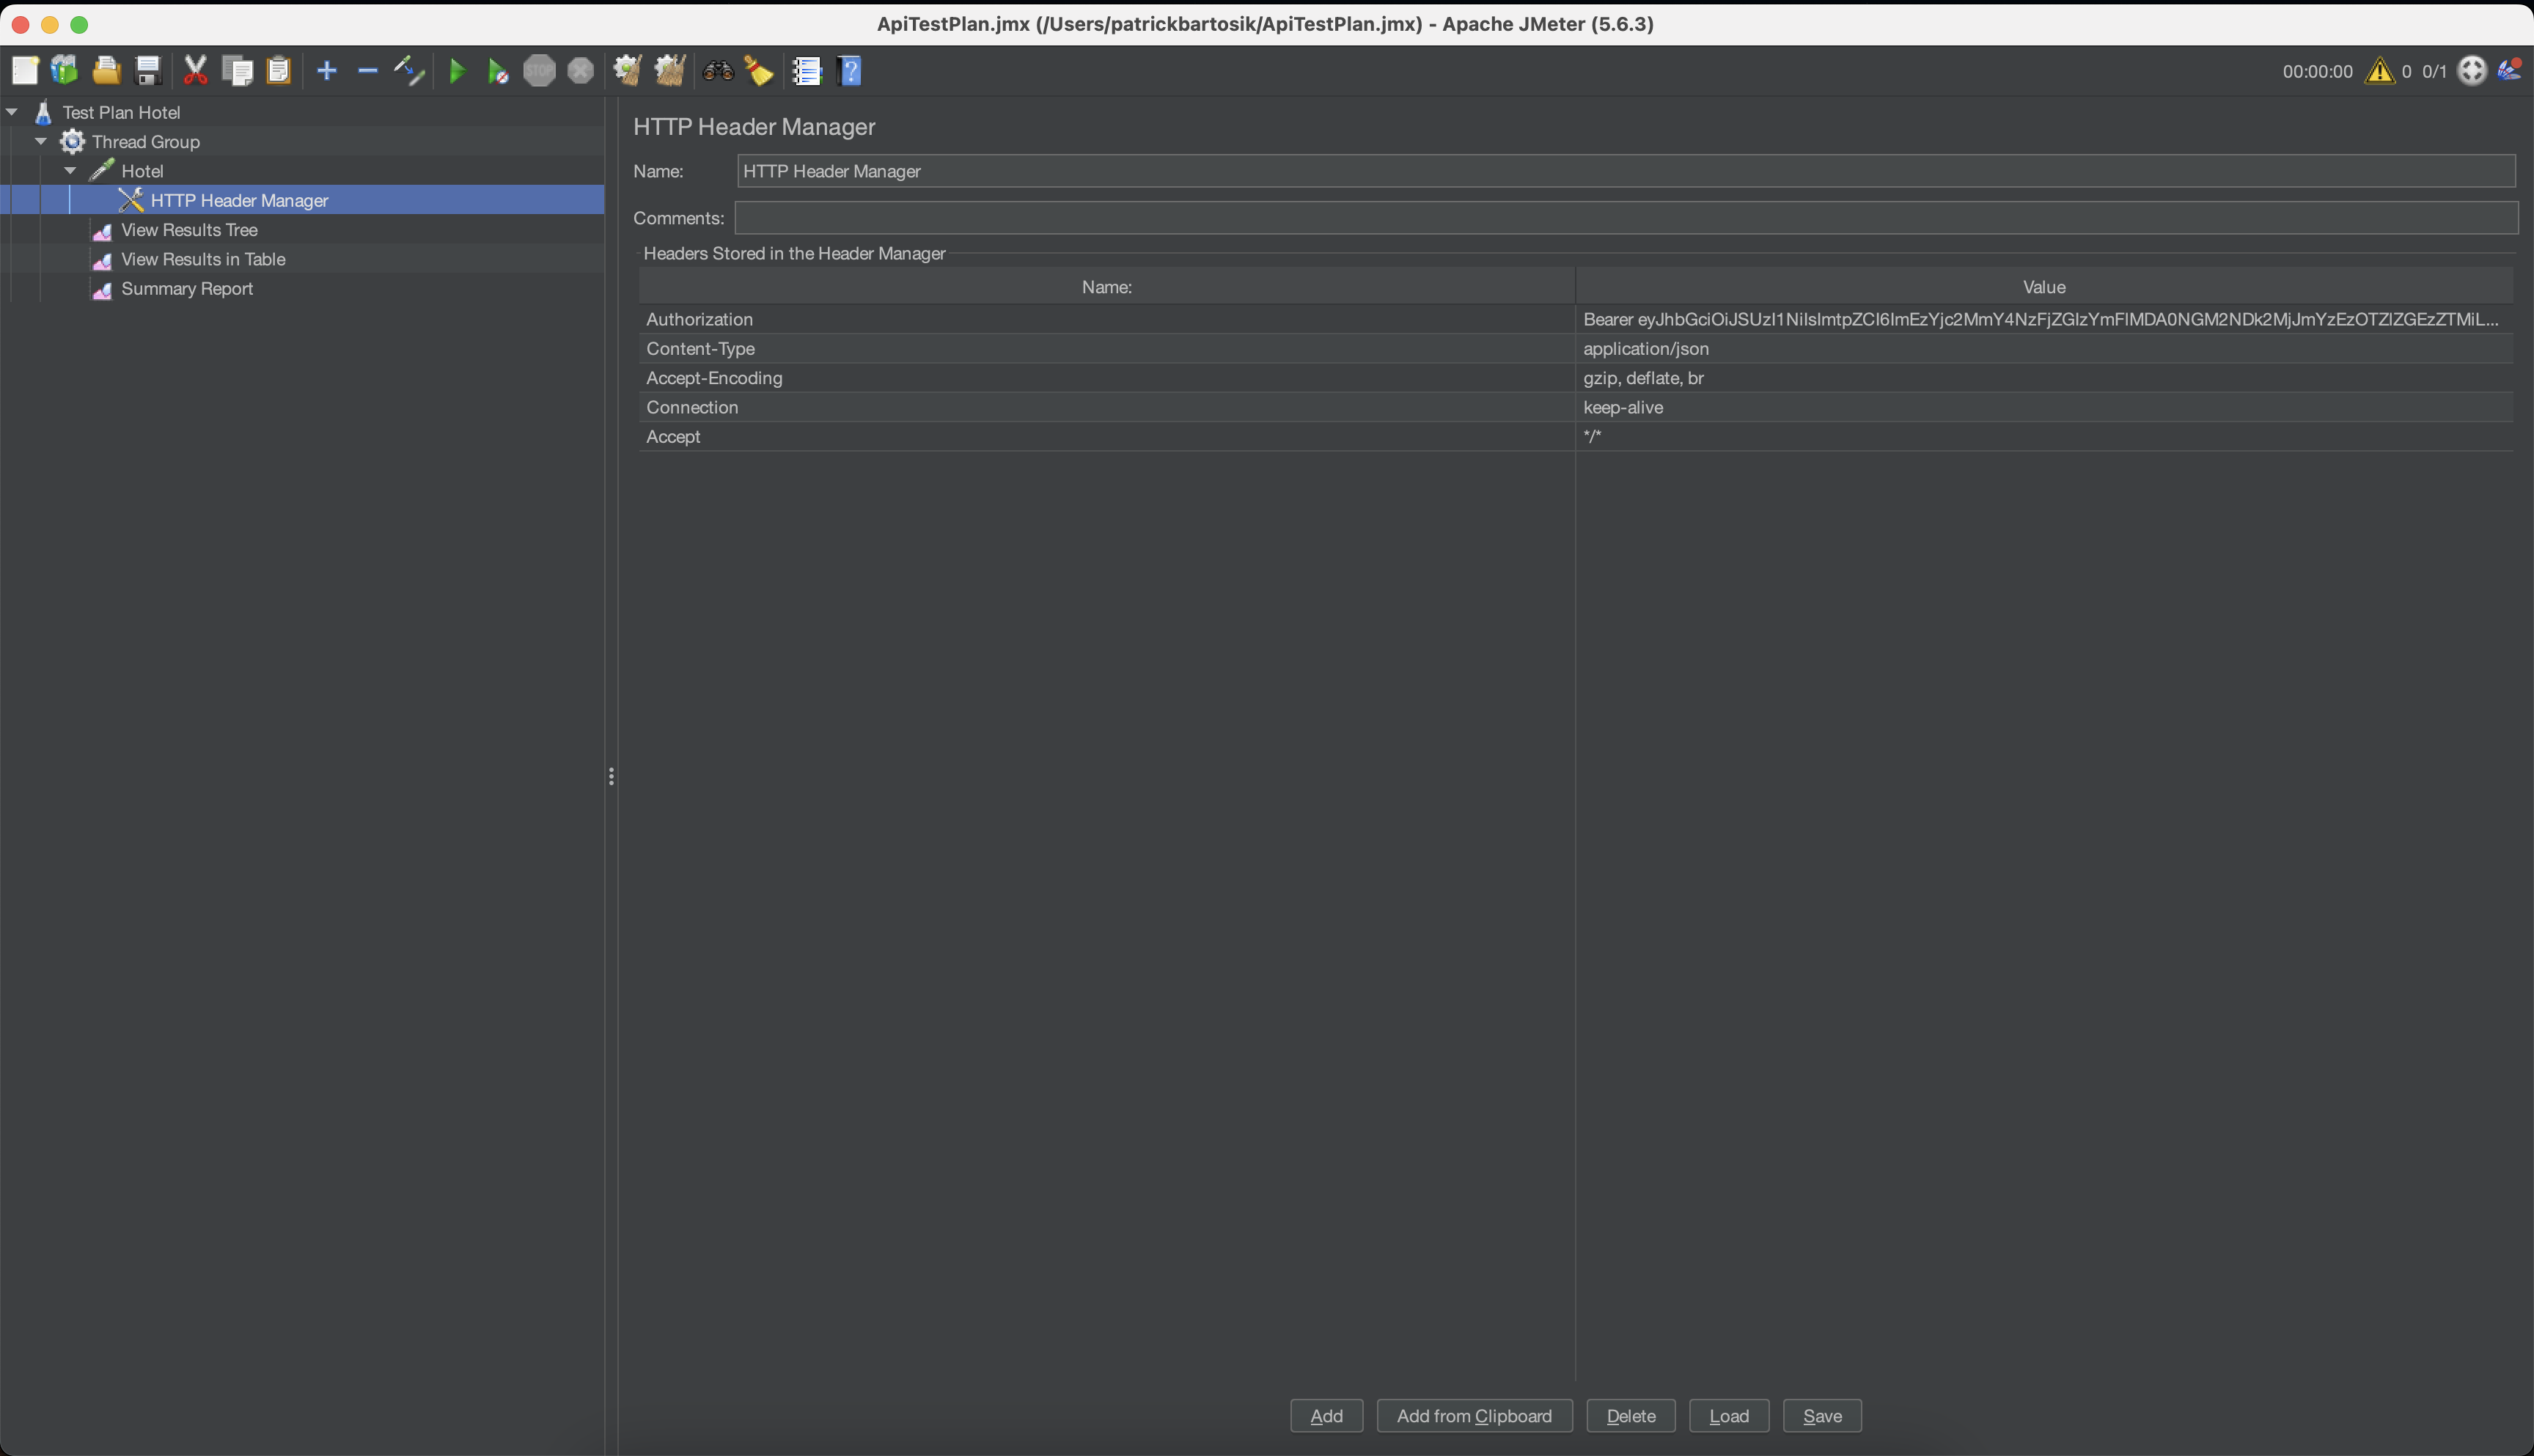 ApiTestPlan.jmx (/Users/patrickbartosik/ApiTestPlan.jmx) - Apache JMeter (5.6.3)
STOP
00:00:00 0 0/1
Test Plan Hotel
Thread Group
Hotel
HTTP Header Manager
View Results Tree
View Results in Table
Summary Report
HTTP Header Manager
Name: HTTP Header Manager
Comments:
Headers Stored in the Header Manager
Name: Value
Authorization Bearer
Content-Type application/json
Accept-Encoding gzip, deflate, br
Connection keep-alive
Accept */*
Add Add from Clipboard Delete Load Save